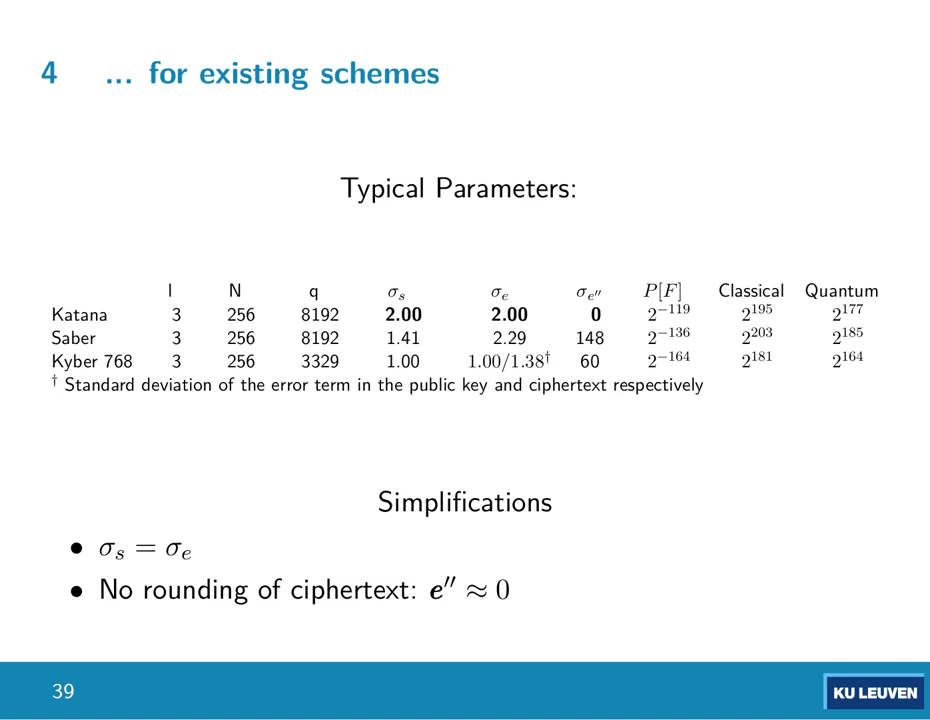 4 ... for existing schemes
Typical Parameters:
l N q σ_s σ_e σ_e'' P[F] Classical Quantum
Katana 3 256 8192 2.00 2.00 0 2^−119 2^195 2^177
Saber 3 256 8192 1.41 2.29 148 2^−136 2^203 2^185
Kyber 768 3 256 3329 1.00 1.00/1.38† 60 2^−164 2^181 2^164
† Standard deviation of the error term in the public key and ciphertext respectively
Simplifications
• σ_s = σ_e
• No rounding of ciphertext: e'' ≈ 0
39
KU LEUVEN